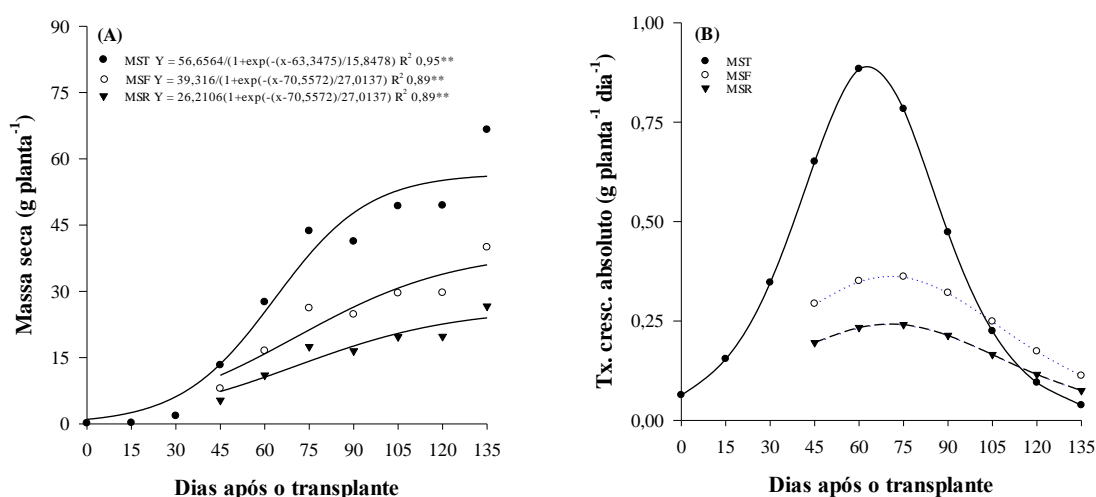 (A)
MST Y = 56,6564/(1+exp(-(x-63,3475)/15,8478) R² 0,95**
MSF Y = 39,316/(1+exp(-(x-70,5572)/27,0137) R² 0,89**
MSR Y = 26,2106(1+exp(-(x-70,5572)/27,0137) R² 0,89**
Massa seca (g planta⁻¹)
90
75
60
45
30
15
0
0 15 30 45 60 75 90 105 120 135
Dias após o transplante
(B)
MST
MSF
MSR
Tx. cresc. absoluto (g planta⁻¹ dia⁻¹)
1,00
0,75
0,50
0,25
0,00
0 15 30 45 60 75 90 105 120 135
Dias após o transplante